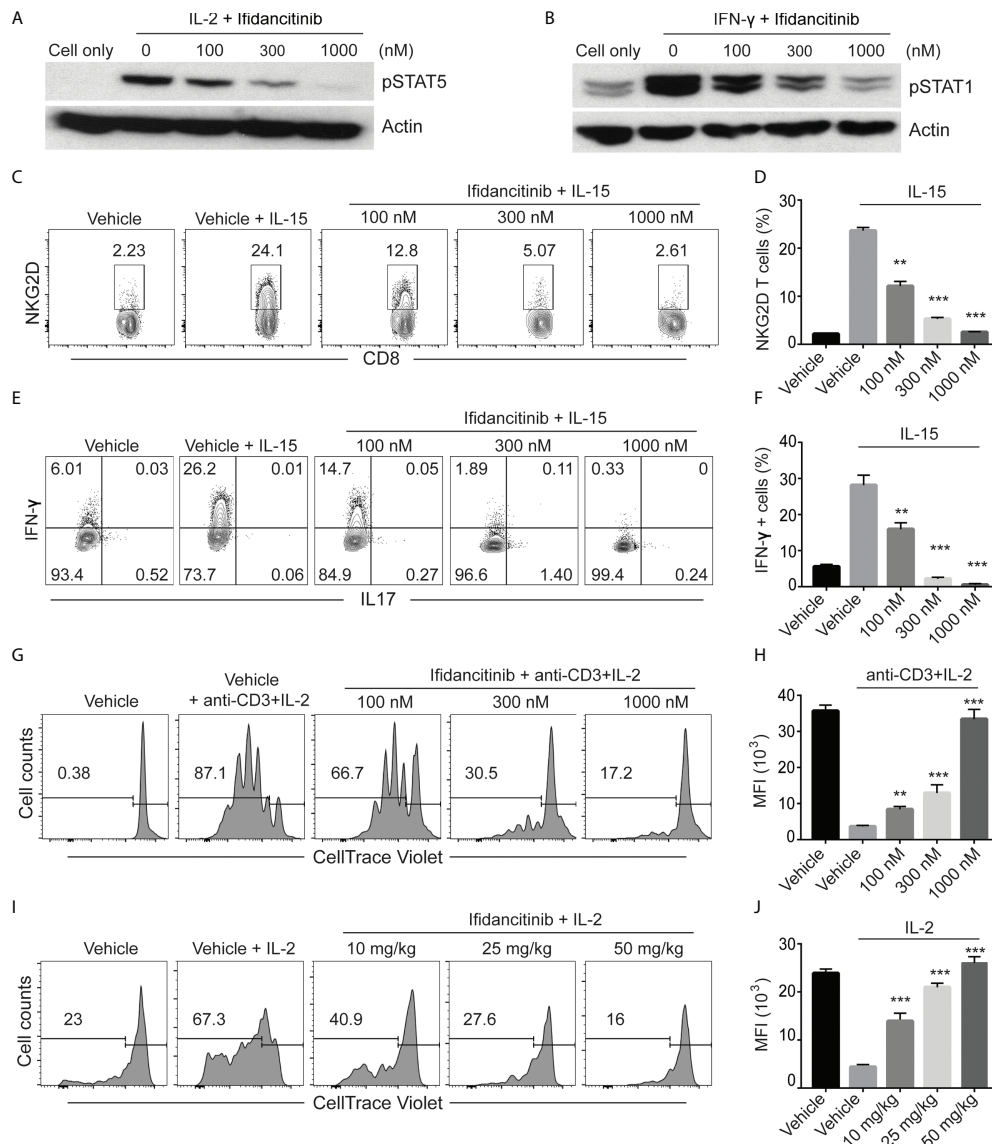 A
IL-2 + Ifidancitinib
Cell only 0 100 300 1000 (nM)
pSTAT5
Actin
B
IFN-γ + Ifidancitinib
Cell only 0 100 300 1000 (nM)
pSTAT1
Actin
C
Ifidancitinib + IL-15
Vehicle Vehicle + IL-15 100 nM 300 nM 1000 nM
2.23 24.1 12.8 5.07 2.61
NKG2D
CD8
D
IL-15
NKG2D T cells (%)
30
20
10
0
** *** ***
Vehicle Vehicle 100 nM 300 nM 1000 nM
E
Ifidancitinib + IL-15
Vehicle Vehicle + IL-15 100 nM 300 nM 1000 nM
6.01 0.03 26.2 0.01 14.7 0.05 1.89 0.11 0.33 0
IFN-γ
93.4 0.52 73.7 0.06 84.9 0.27 96.6 1.40 99.4 0.24
IL17
F
IL-15
IFN-γ + cells (%)
40
30
20
10
0
** *** ***
Vehicle Vehicle 100 nM 300 nM 1000 nM
G
Vehicle
Ifidancitinib + anti-CD3+IL-2
Vehicle + anti-CD3+IL-2 100 nM 300 nM 1000 nM
0.38 87.1 66.7 30.5 17.2
Cell counts
CellTrace Violet
H
anti-CD3+IL-2
MFI (10³)
40
30
20
10
0
** *** ***
Vehicle Vehicle 100 nM 300 nM 1000 nM
I
Ifidancitinib + IL-2
Vehicle Vehicle + IL-2 10 mg/kg 25 mg/kg 50 mg/kg
23 67.3 40.9 27.6 16
Cell counts
CellTrace Violet
J
IL-2
MFI (10³)
30
20
10
0
*** *** ***
Vehicle Vehicle 10 mg/kg 25 mg/kg 50 mg/kg